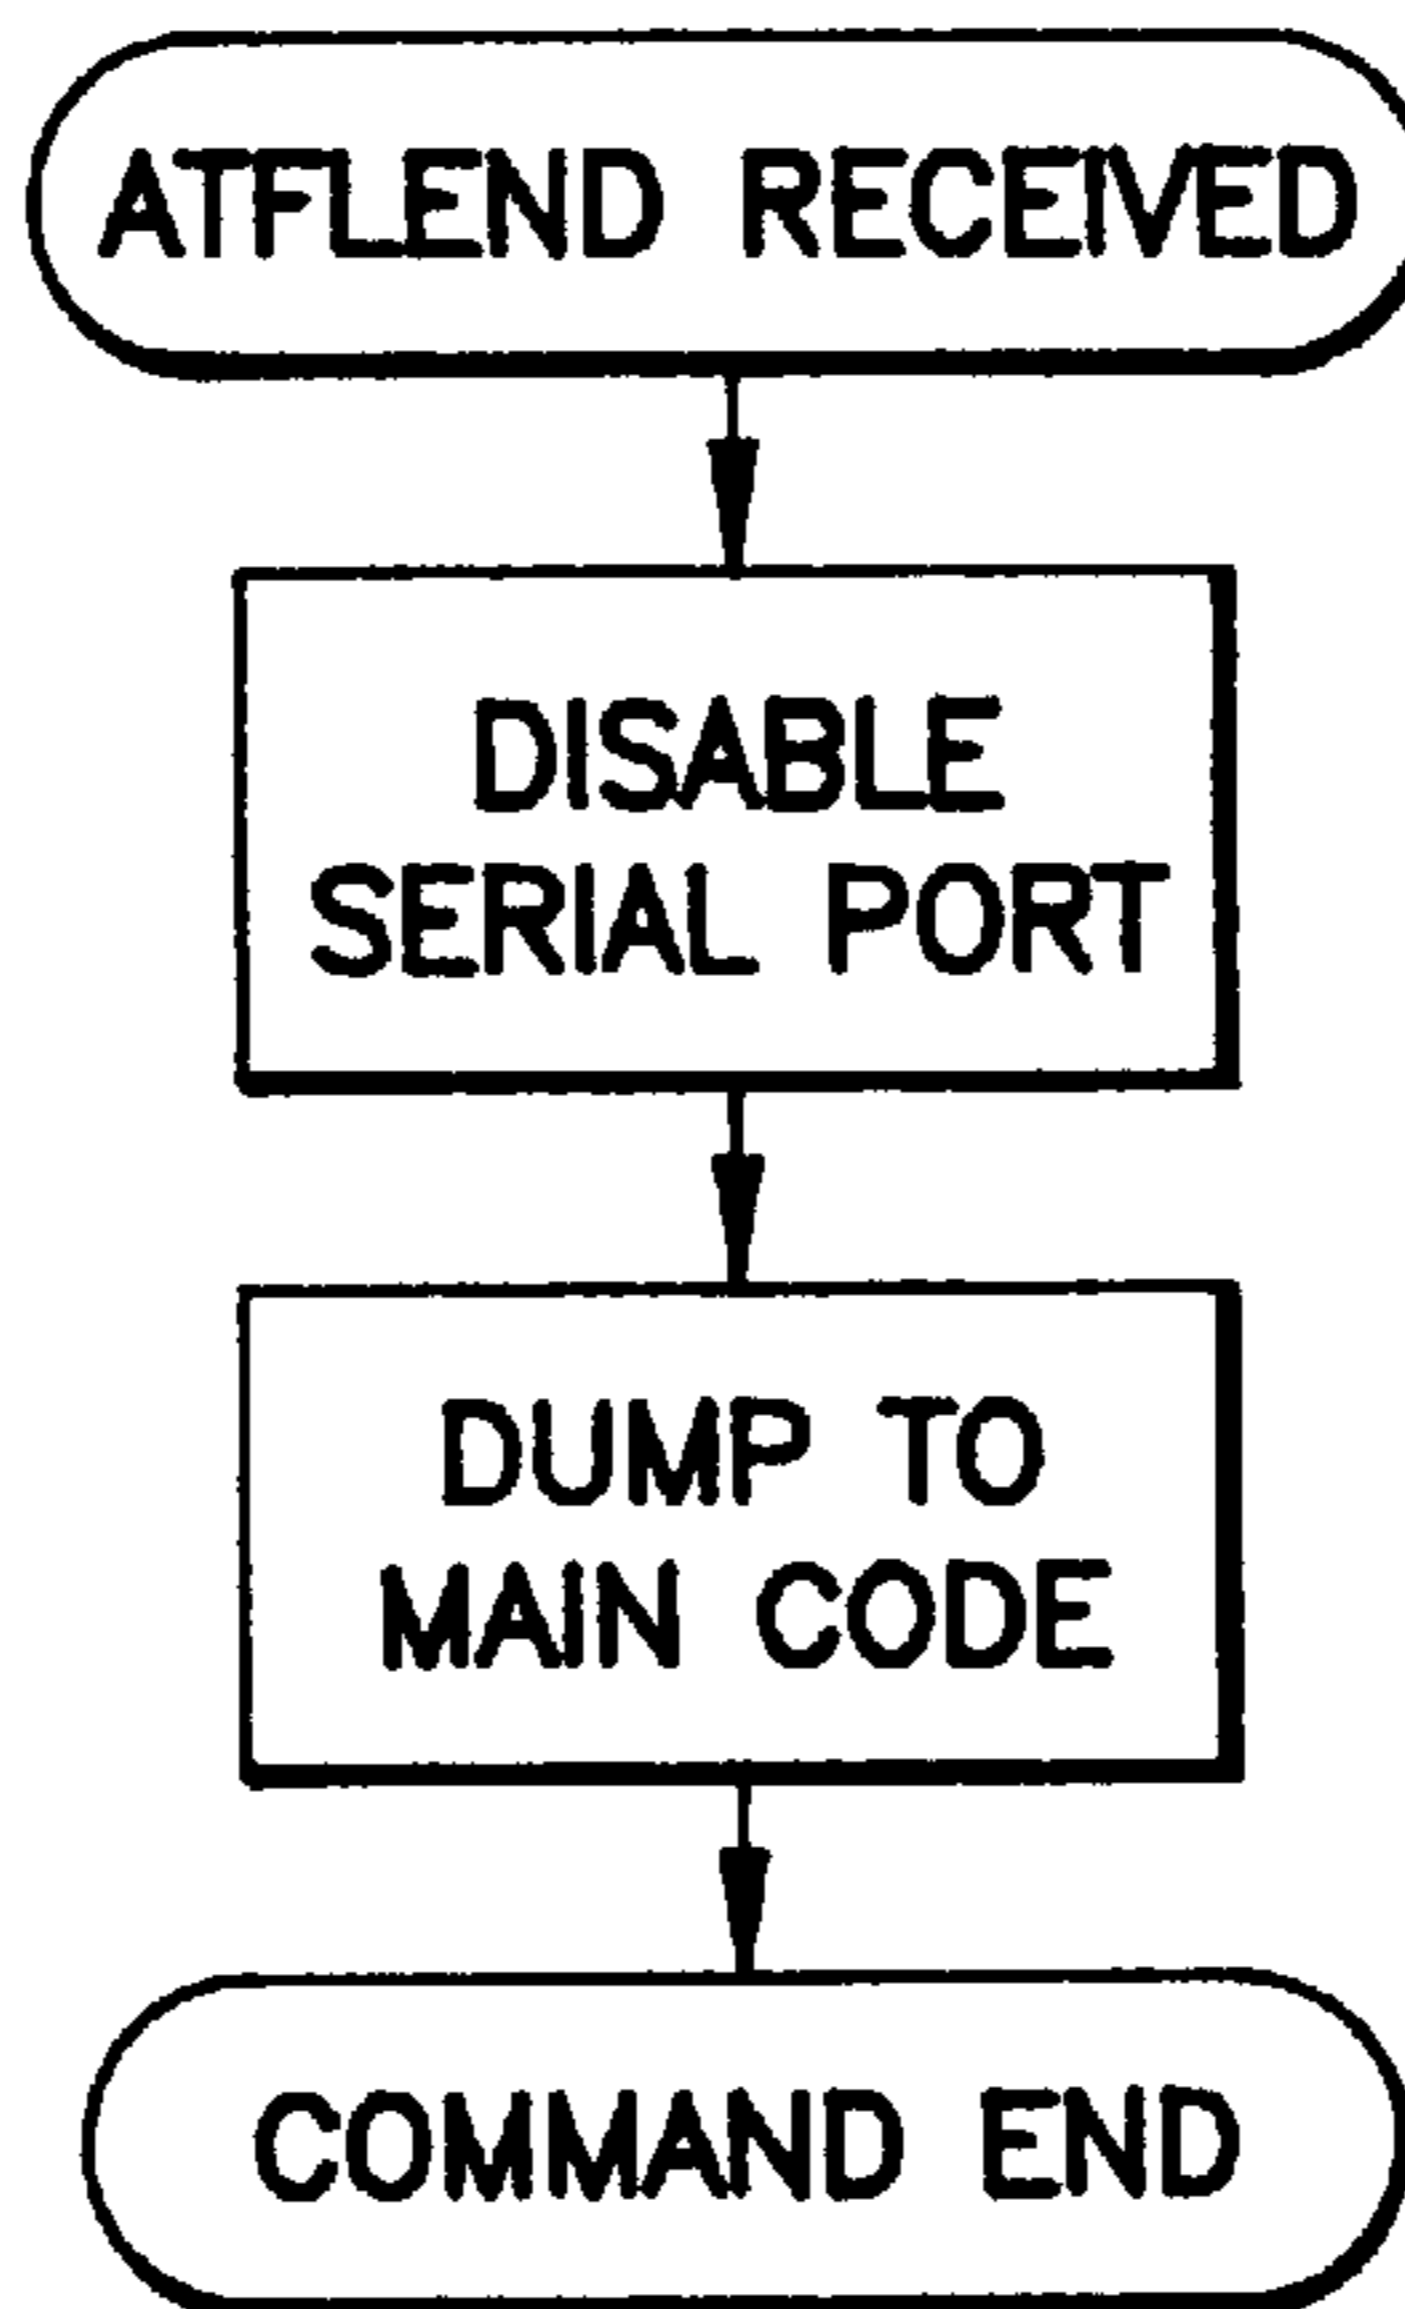 ATFLEND RECEIVED
DISABLE
SERIAL PORT
DUMP TO
MAIN CODE
COMMAND END